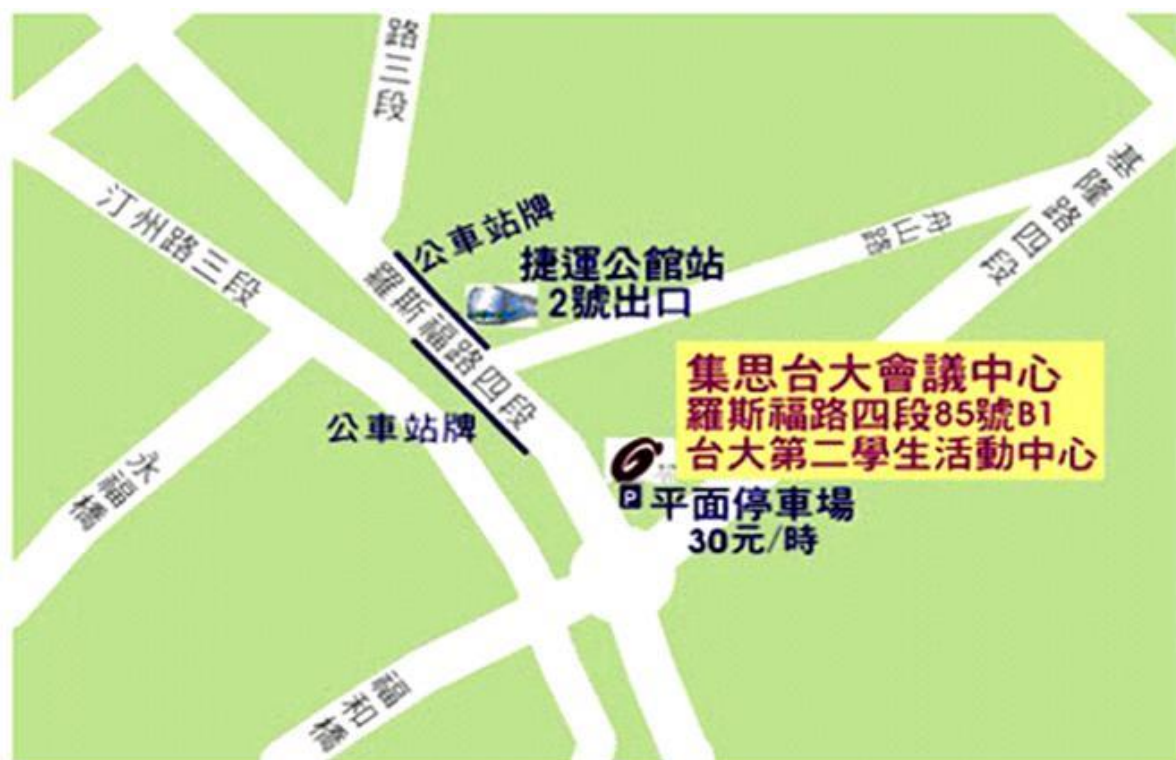 路三段
汀州路三段
公車站牌
羅斯福路四段
捷運公館站
2號出口
舟山路
基隆路四段
公車站牌
集思台大會議中心
羅斯福路四段85號B1
台大第二學生活動中心
P 平面停車場
30元/時
永福橋
福和橋